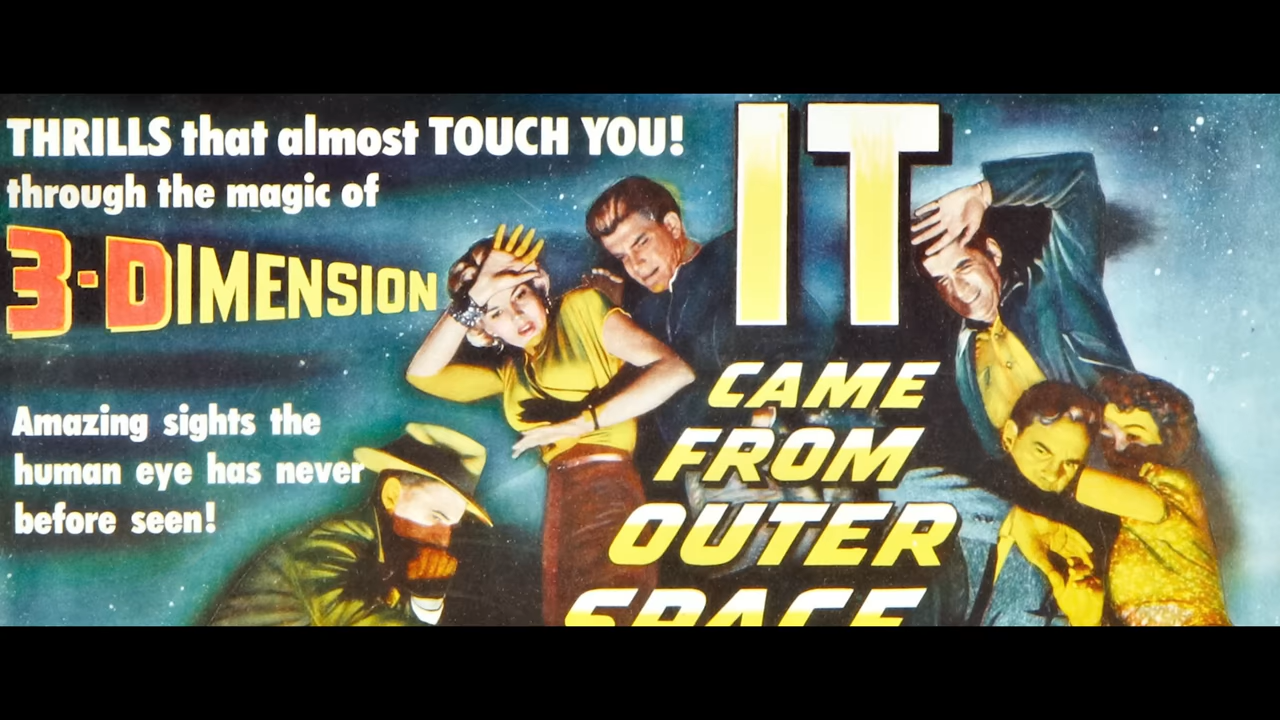 THRILLS that almost TOUCH YOU!
through the magic of
3-DIMENSION
Amazing sights the
human eye has never
before seen!
IT
CAME
FROM
OUTER
SPACE